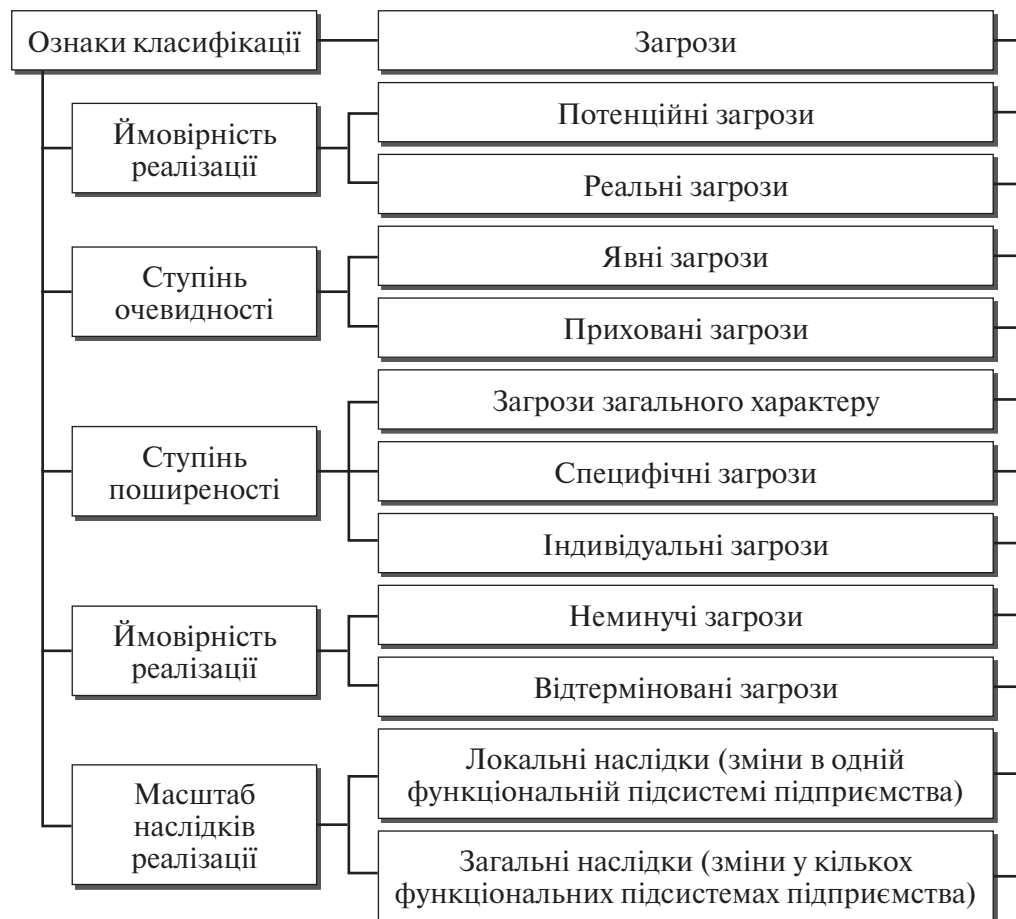 Ознаки класифікації
Загрози
Ймовірність
реалізації
Потенційні загрози
Реальні загрози
Ступінь
очевидності
Явні загрози
Приховані загрози
Ступінь
поширеності
Загрози загального характеру
Специфічні загрози
Індивідуальні загрози
Ймовірність
реалізації
Неминучі загрози
Відтерміновані загрози
Масштаб
наслідків
реалізації
Локальні наслідки (зміни в одній
функціональній підсистемі підприємства)
Загальні наслідки (зміни у кількох
функціональних підсистемах підприємства)